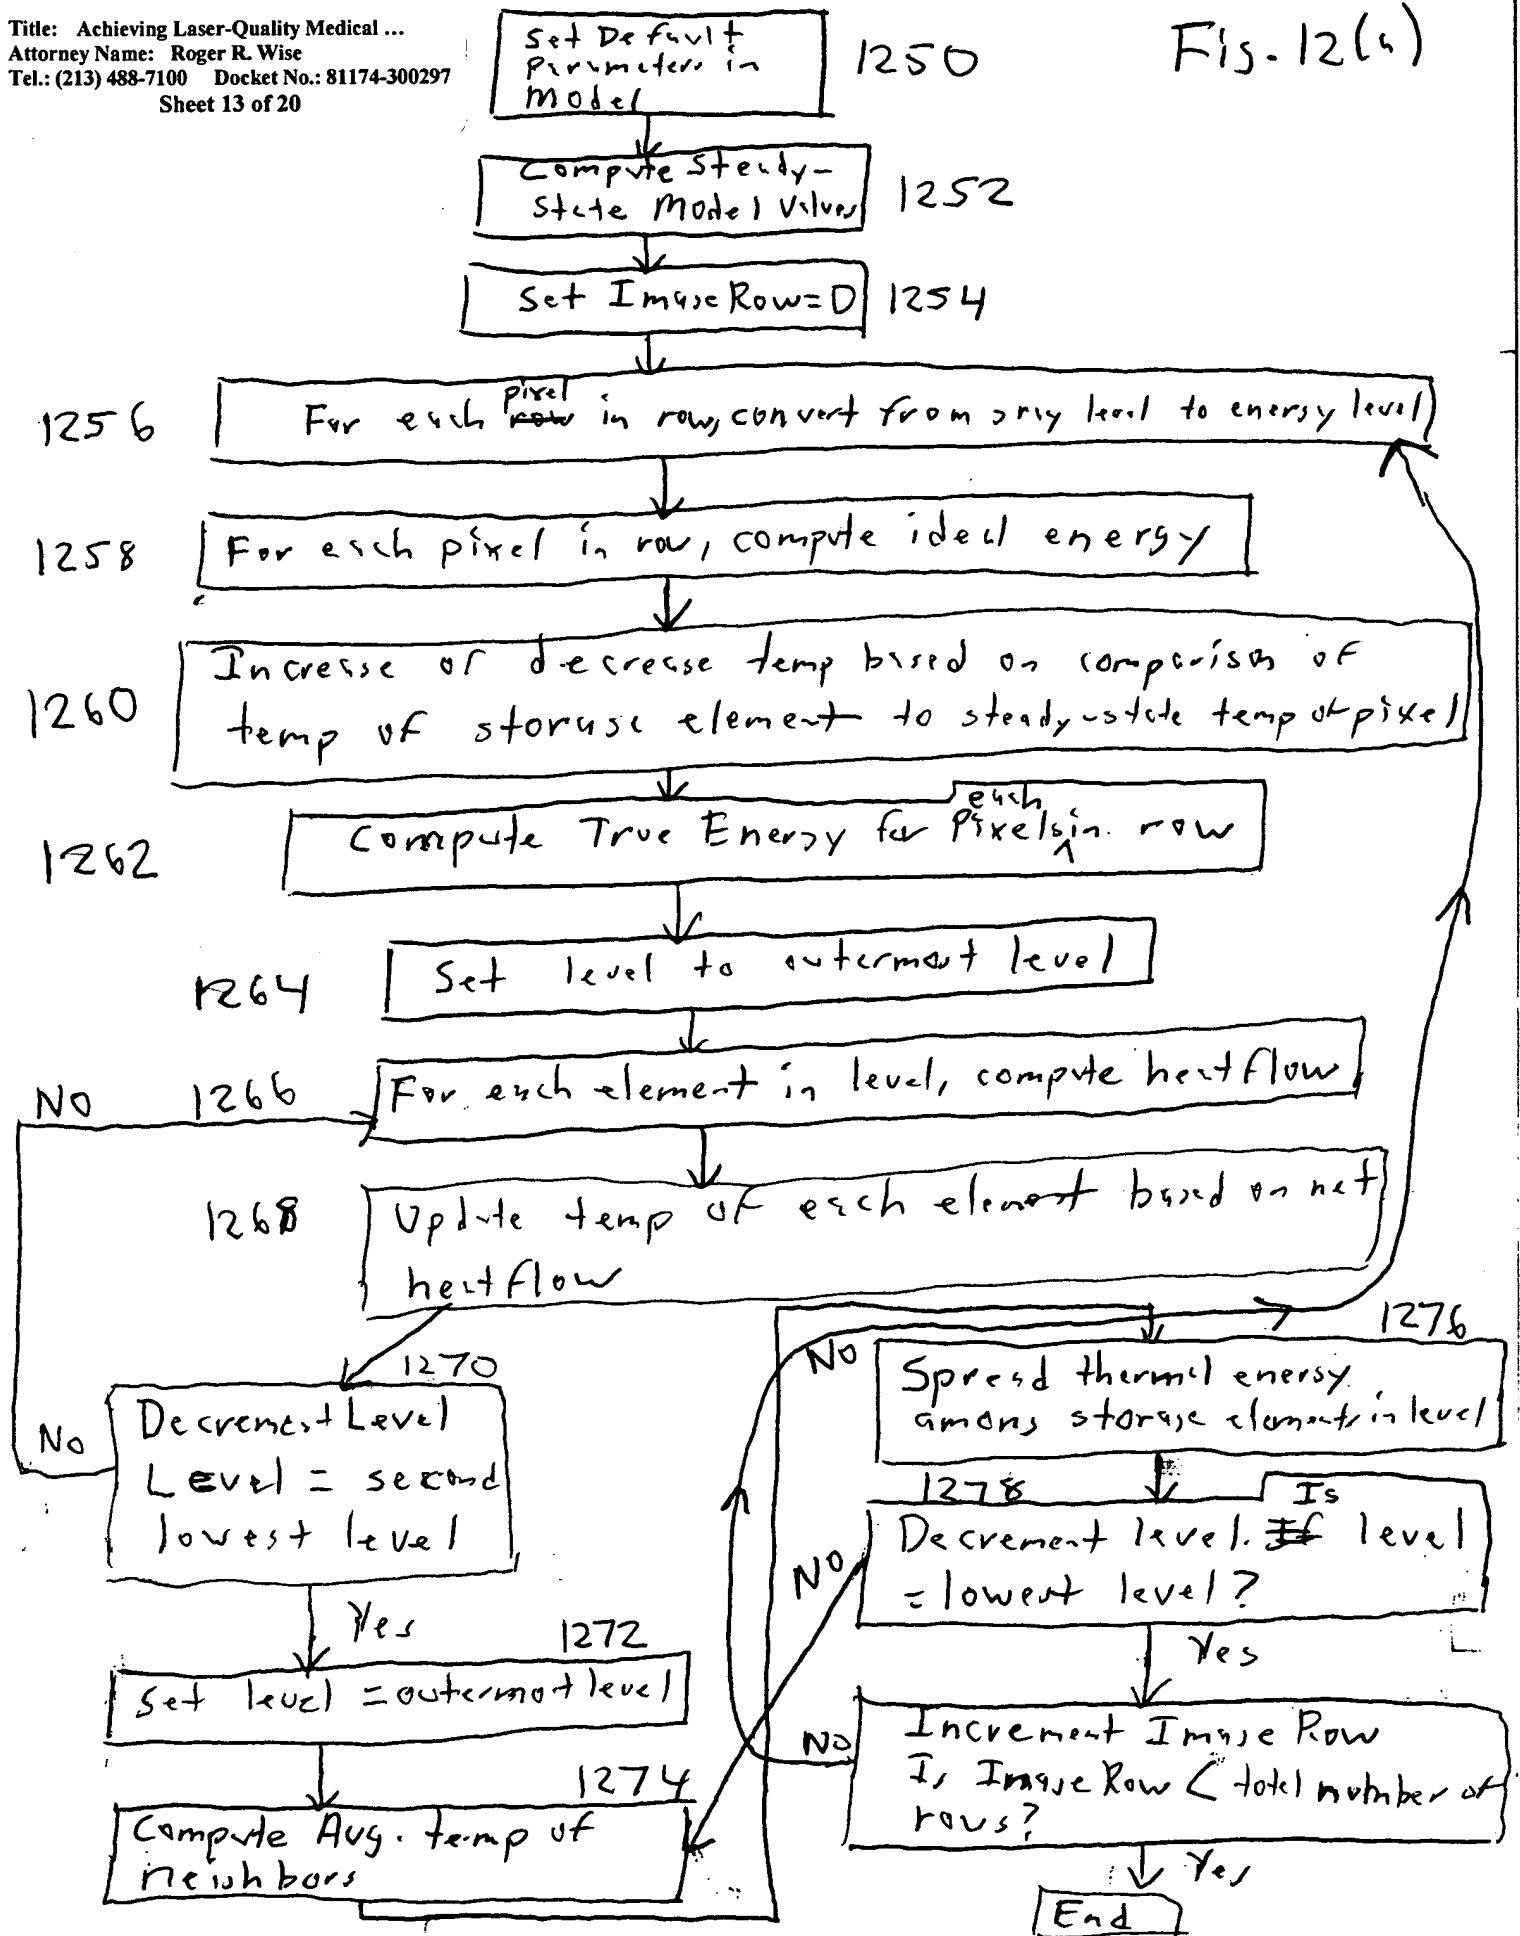 Title: Achieving Laser-Quality Medical ...
Attorney Name: Roger R. Wise
Tel.: (213) 488-7100 Docket No.: 81174-300297
Sheet 13 of 20
Fig. 12(a)
Set Default
Parameters in
Model
1250
Compute Steady-
State Model Values
1252
Set Image Row=0
1254
1256
pixel
For each row in row, convert from gray level to energy level
1258
For each pixel in row, compute ideal energy
1260
Increase or decrease temp based on comparison of
temp of storage element to steady-state temp of pixel
1262
each
Compute True Energy for Pixels in row
1264
Set level to outermost level
NO
1266
For each element in level, compute heat flow
1268
Update temp of each element based on net
heat flow
1270
No
Decrement Level
Level = second
lowest level
Yes
1272
Set level = outermost level
1274
Compute Avg. temp of
neighbors
1276
NO
Spread thermal energy
among storage elements in level
1278
Is
NO
Decrement level. If level
= lowest level?
Yes
NO
Increment Image Row
Is Image Row < total number of
rows?
Yes
End